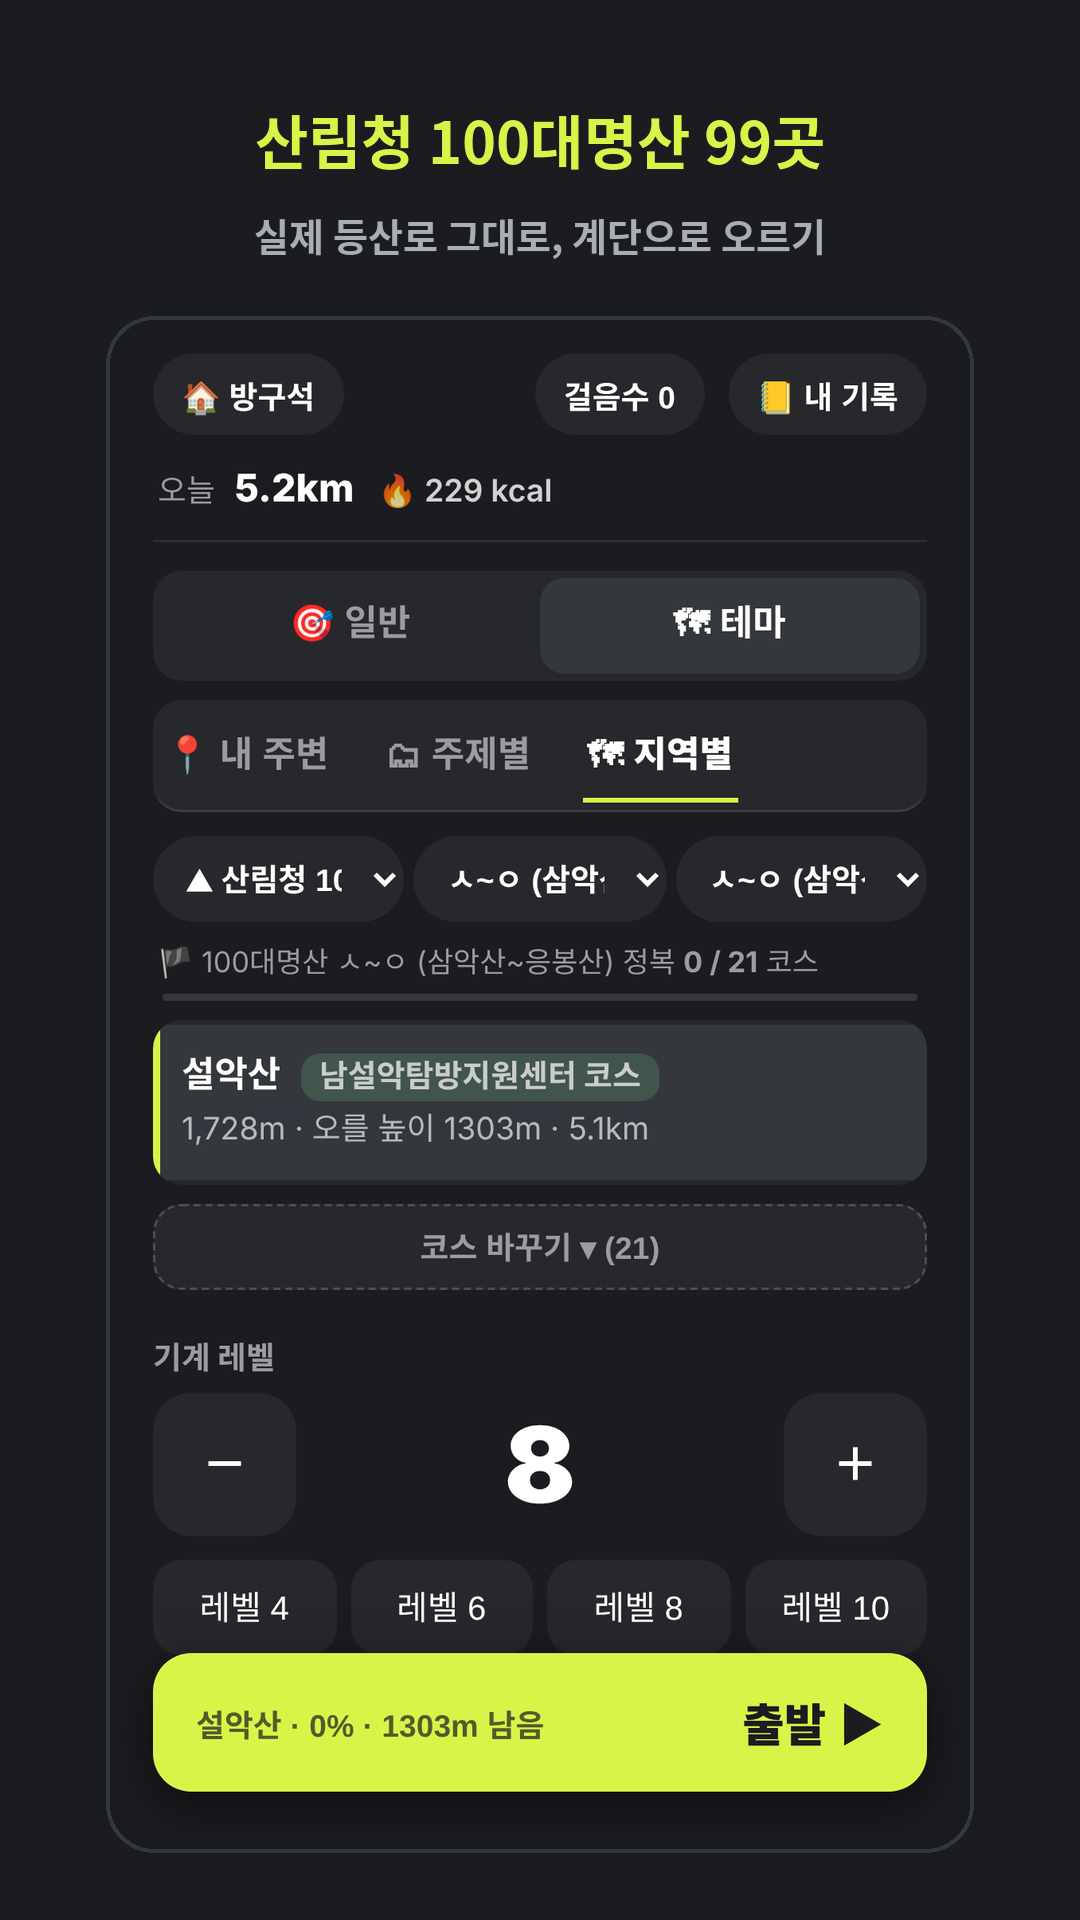 산림청 100대명산 99곳
실제 등산로 그대로, 계단으로 오르기
🏠 방구석 걸음수 0 📒 내 기록
오늘 5.2km 🔥 229 kcal
🎯 일반 🗺 테마
📍 내 주변 🗂 주제별 🗺 지역별
▲ 산림청 10 ㅅ~ㅇ (삼악 ㅅ~ㅇ (삼악
🏴 100대명산 ㅅ~ㅇ (삼악산~응봉산) 정복 0 / 21 코스
설악산 남설악탐방지원센터 코스
1,728m · 오를 높이 1303m · 5.1km
코스 바꾸기 ▾ (21)
기계 레벨
− 8 +
레벨 4 레벨 6 레벨 8 레벨 10
설악산 · 0% · 1303m 남음 출발 ▶